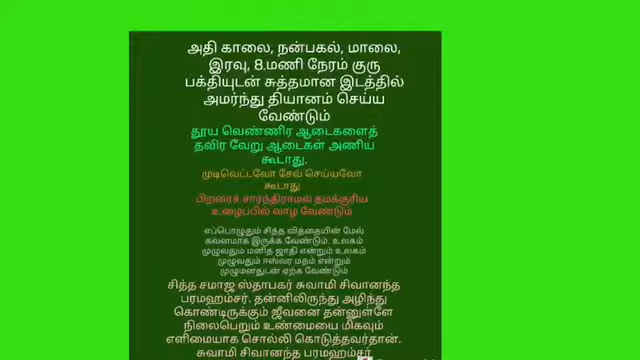 அதி காலை, நன்பகல், மாலை,
இரவு, 8.மணி நேரம் குரு
பக்தியுடன் சுத்தமான இடத்தில்
அமர்ந்து தியானம் செய்ய
வேண்டும்
தூய வெண்ணிற ஆடைகளைத்
தவிர வேறு ஆடைகள் அணிய
கூடாது.
முடிவெட்டவோ சேவ் செய்யவோ
கூடாது
பிறரைச் சார்ந்திராமல் தமக்குரிய
உழைப்பில் வாழ வேண்டும்
எப்பொழுதும் சித்த வித்தையின் மேல்
கவனமாக இருக்க வேண்டும். உலகம்
முழுவதும் மனித ஜாதி என்றும் உலகம்
முழுவதும் ஈஸ்வர மதம் என்றும்
முழுமனதுடன் ஏற்க வேண்டும்
சித்த சமாஜ ஸ்தாபகர் சுவாமி சிவானந்த
பரமஹம்சர். தன்னிலிருந்து அழிந்து
கொண்டிருக்கும் ஜீவனை தன்னுள்ளே
நிலைபெறும் உண்மையை மிகவும்
எளிமையாக சொல்லி கொடுத்தவர்தான்.
சுவாமி சிவானந்த பரமஹம்சர்